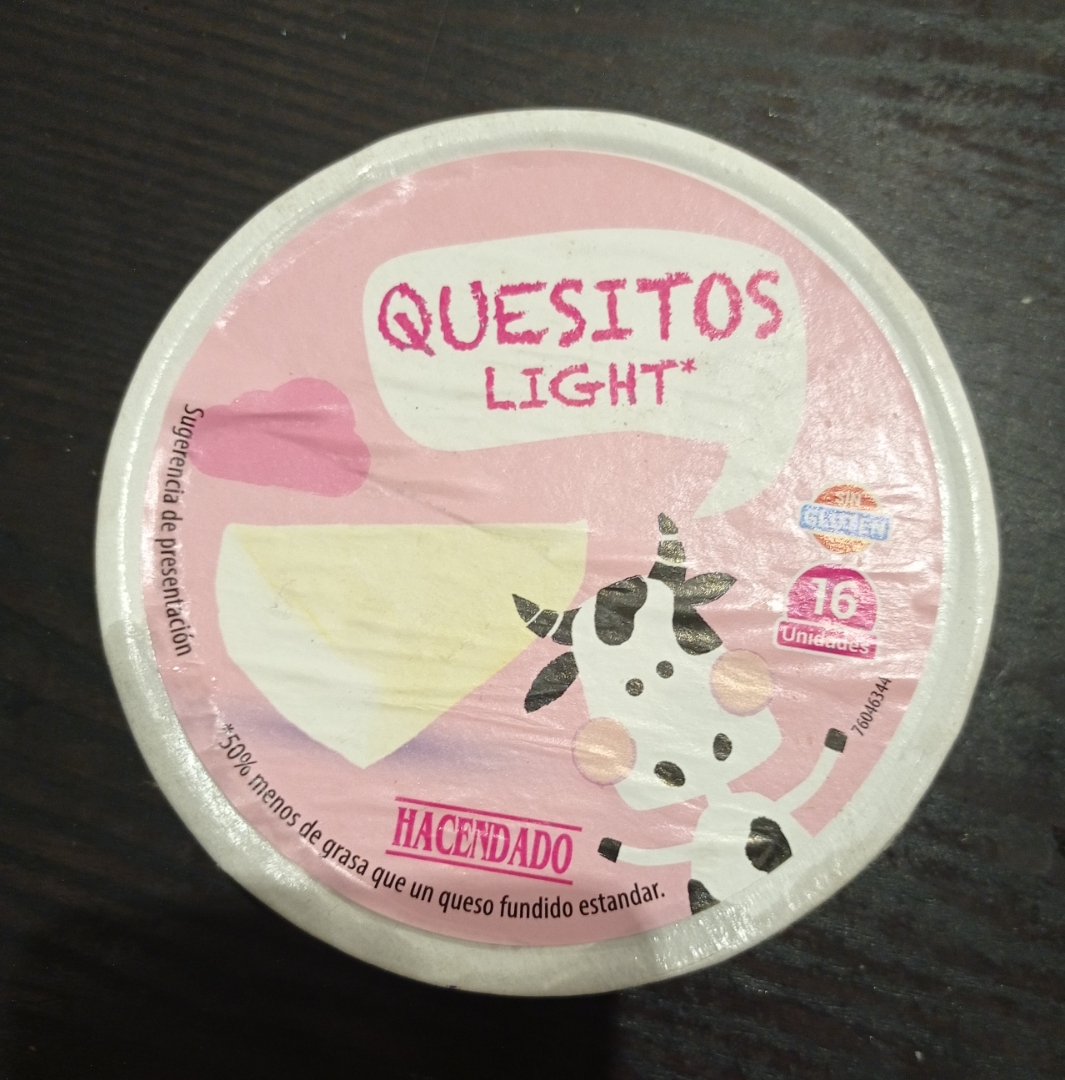 QUESITOS
LIGHT*
Sugerencia de presentación
SIN
GLUTEN
16
Unidades
76046344
HACENDADO
*50% menos de grasa que un queso fundido estandar.